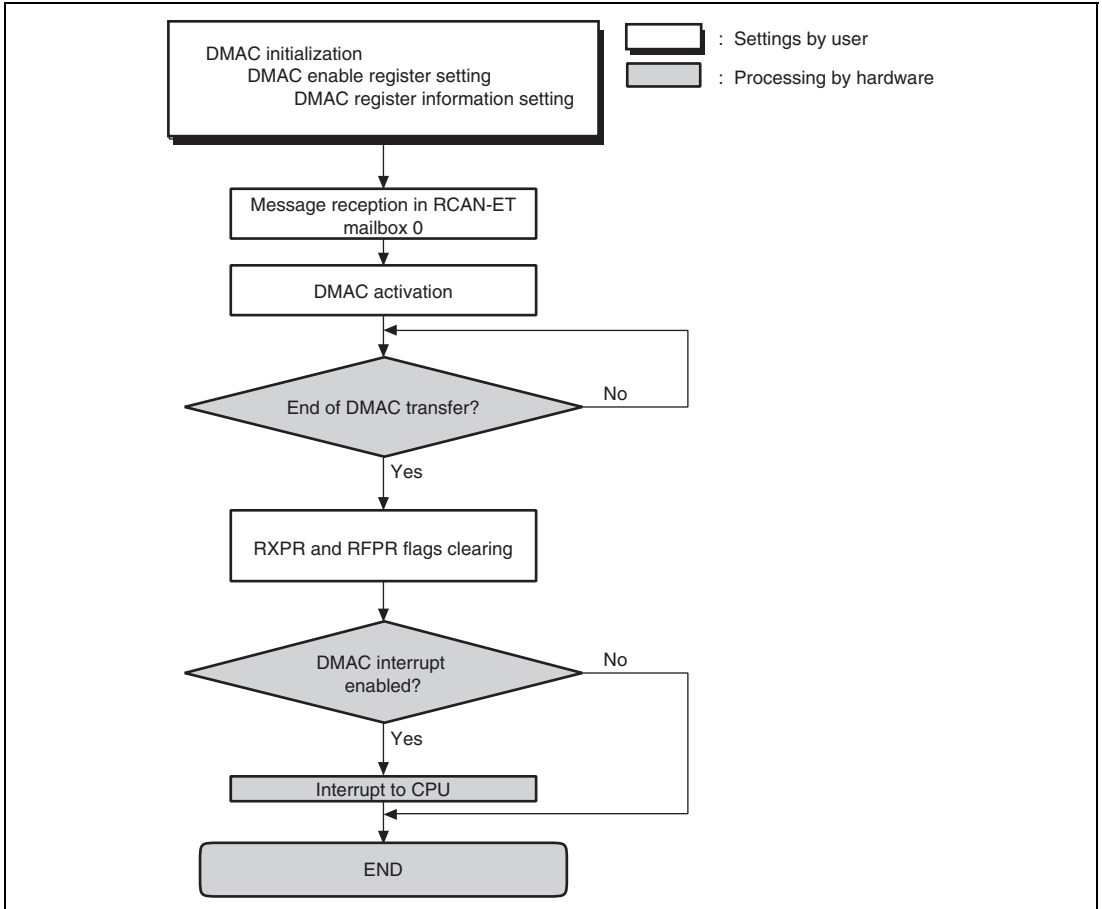 DMAC initialization
DMAC enable register setting
DMAC register information setting
: Settings by user
: Processing by hardware
Message reception in RCAN-ET
mailbox 0
DMAC activation
End of DMAC transfer?
No
Yes
RXPR and RFPR flags clearing
DMAC interrupt
enabled?
No
Yes
Interrupt to CPU
END